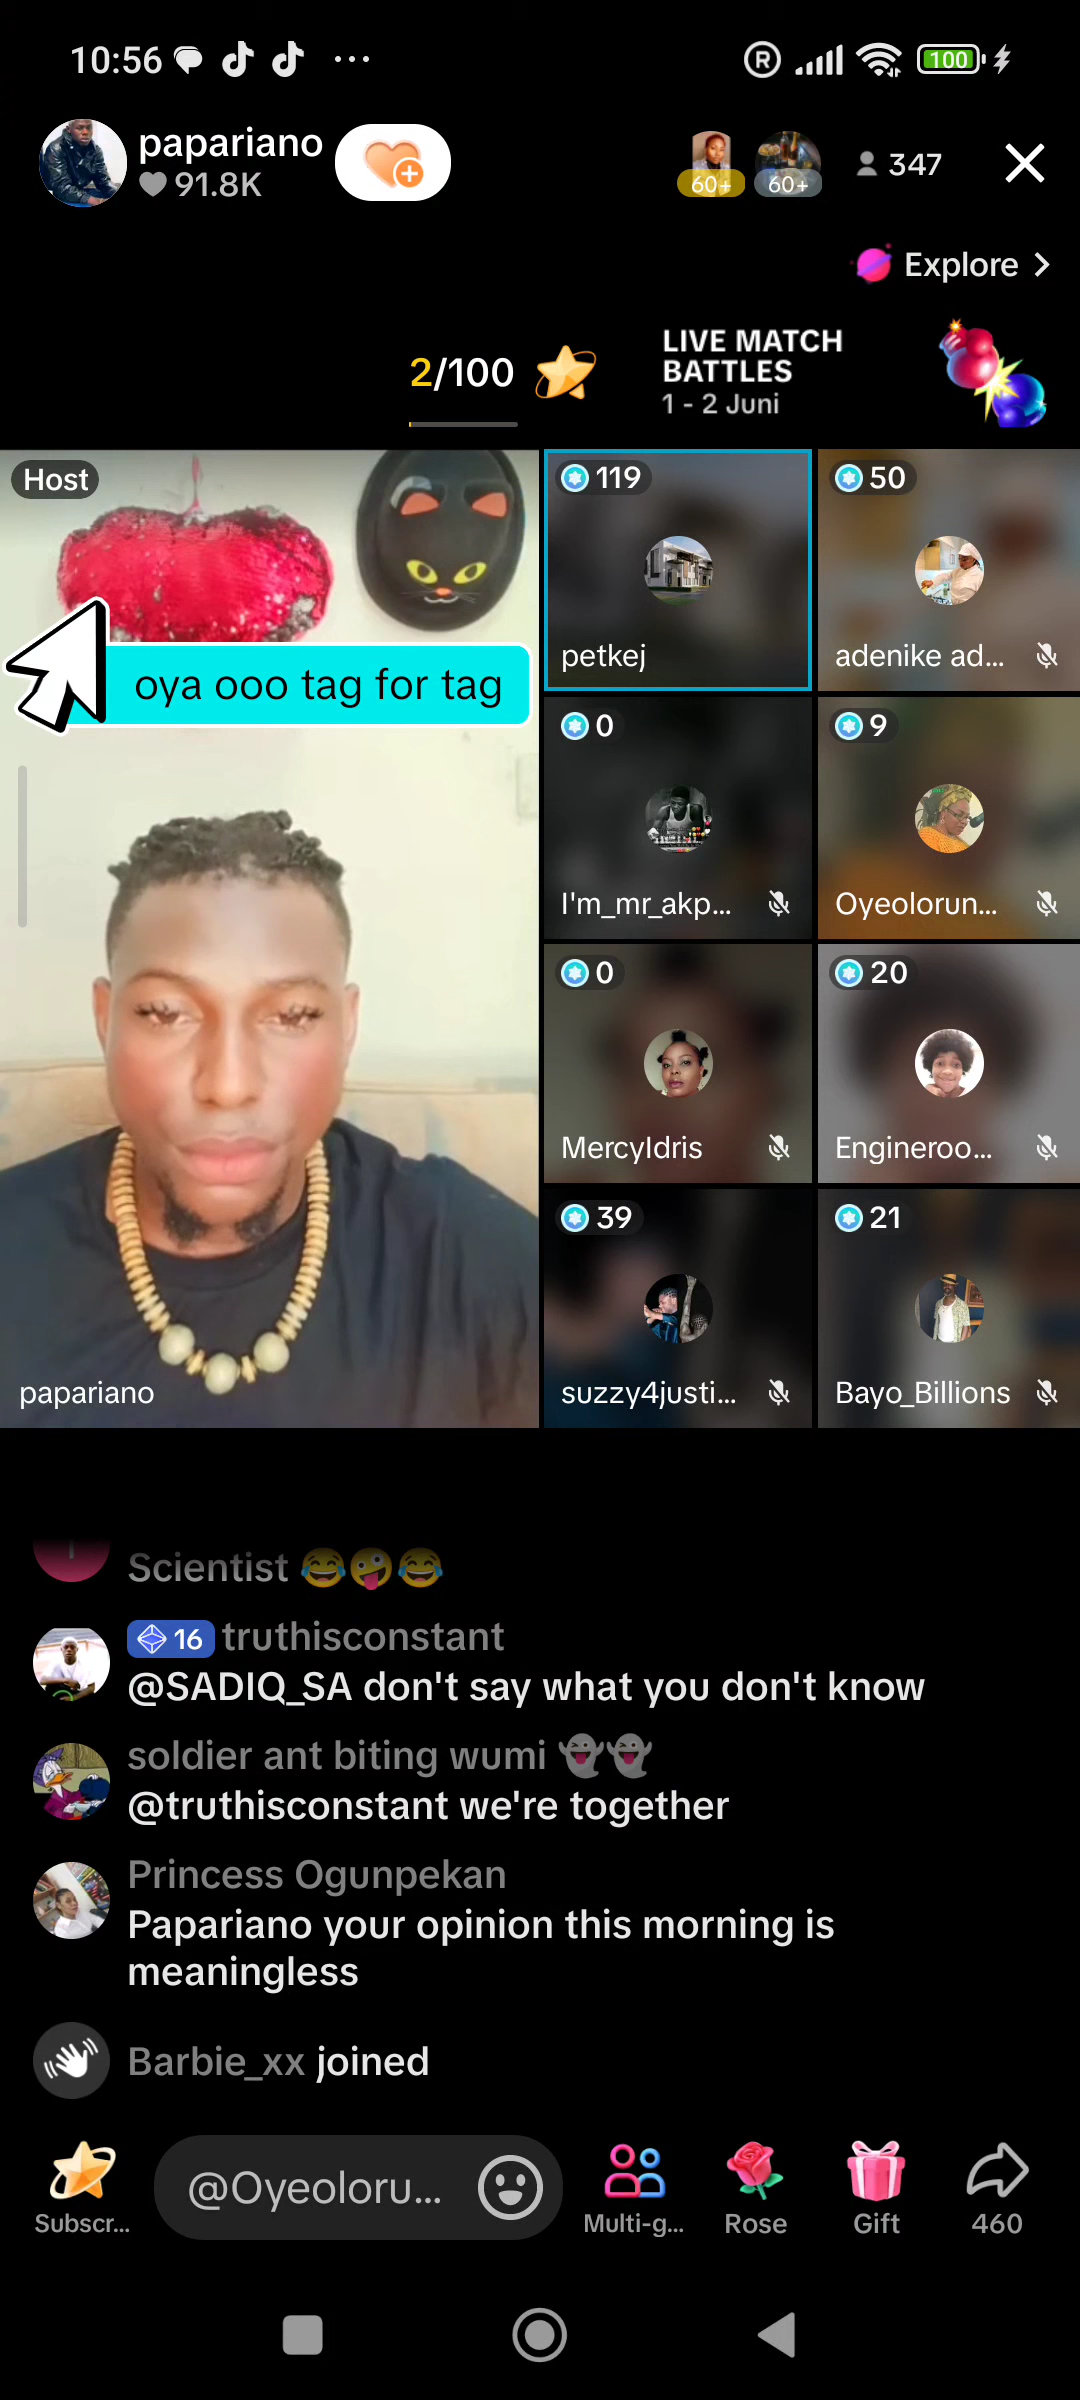 10:56
100
papariano
91.8K
60+
60+
347
Explore
2/100
LIVE MATCH
BATTLES
1 - 2 Juni
Host
oya ooo tag for tag
papariano
119
petkej
50
adenike ad...
0
I'm_mr_akp...
9
Oyeolorun...
0
MercyIdris
20
Engineroo...
39
suzzy4justi...
21
Bayo_Billions
Scientist 😂🤪😂
16 truthisconstant
@SADIQ_SA don't say what you don't know
soldier ant biting wumi 👻👻
@truthisconstant we're together
Princess Ogunpekan
Papariano your opinion this morning is
meaningless
Barbie_xx joined
@Oyeoloru...
Subscr...
Multi-g...
Rose
Gift
460